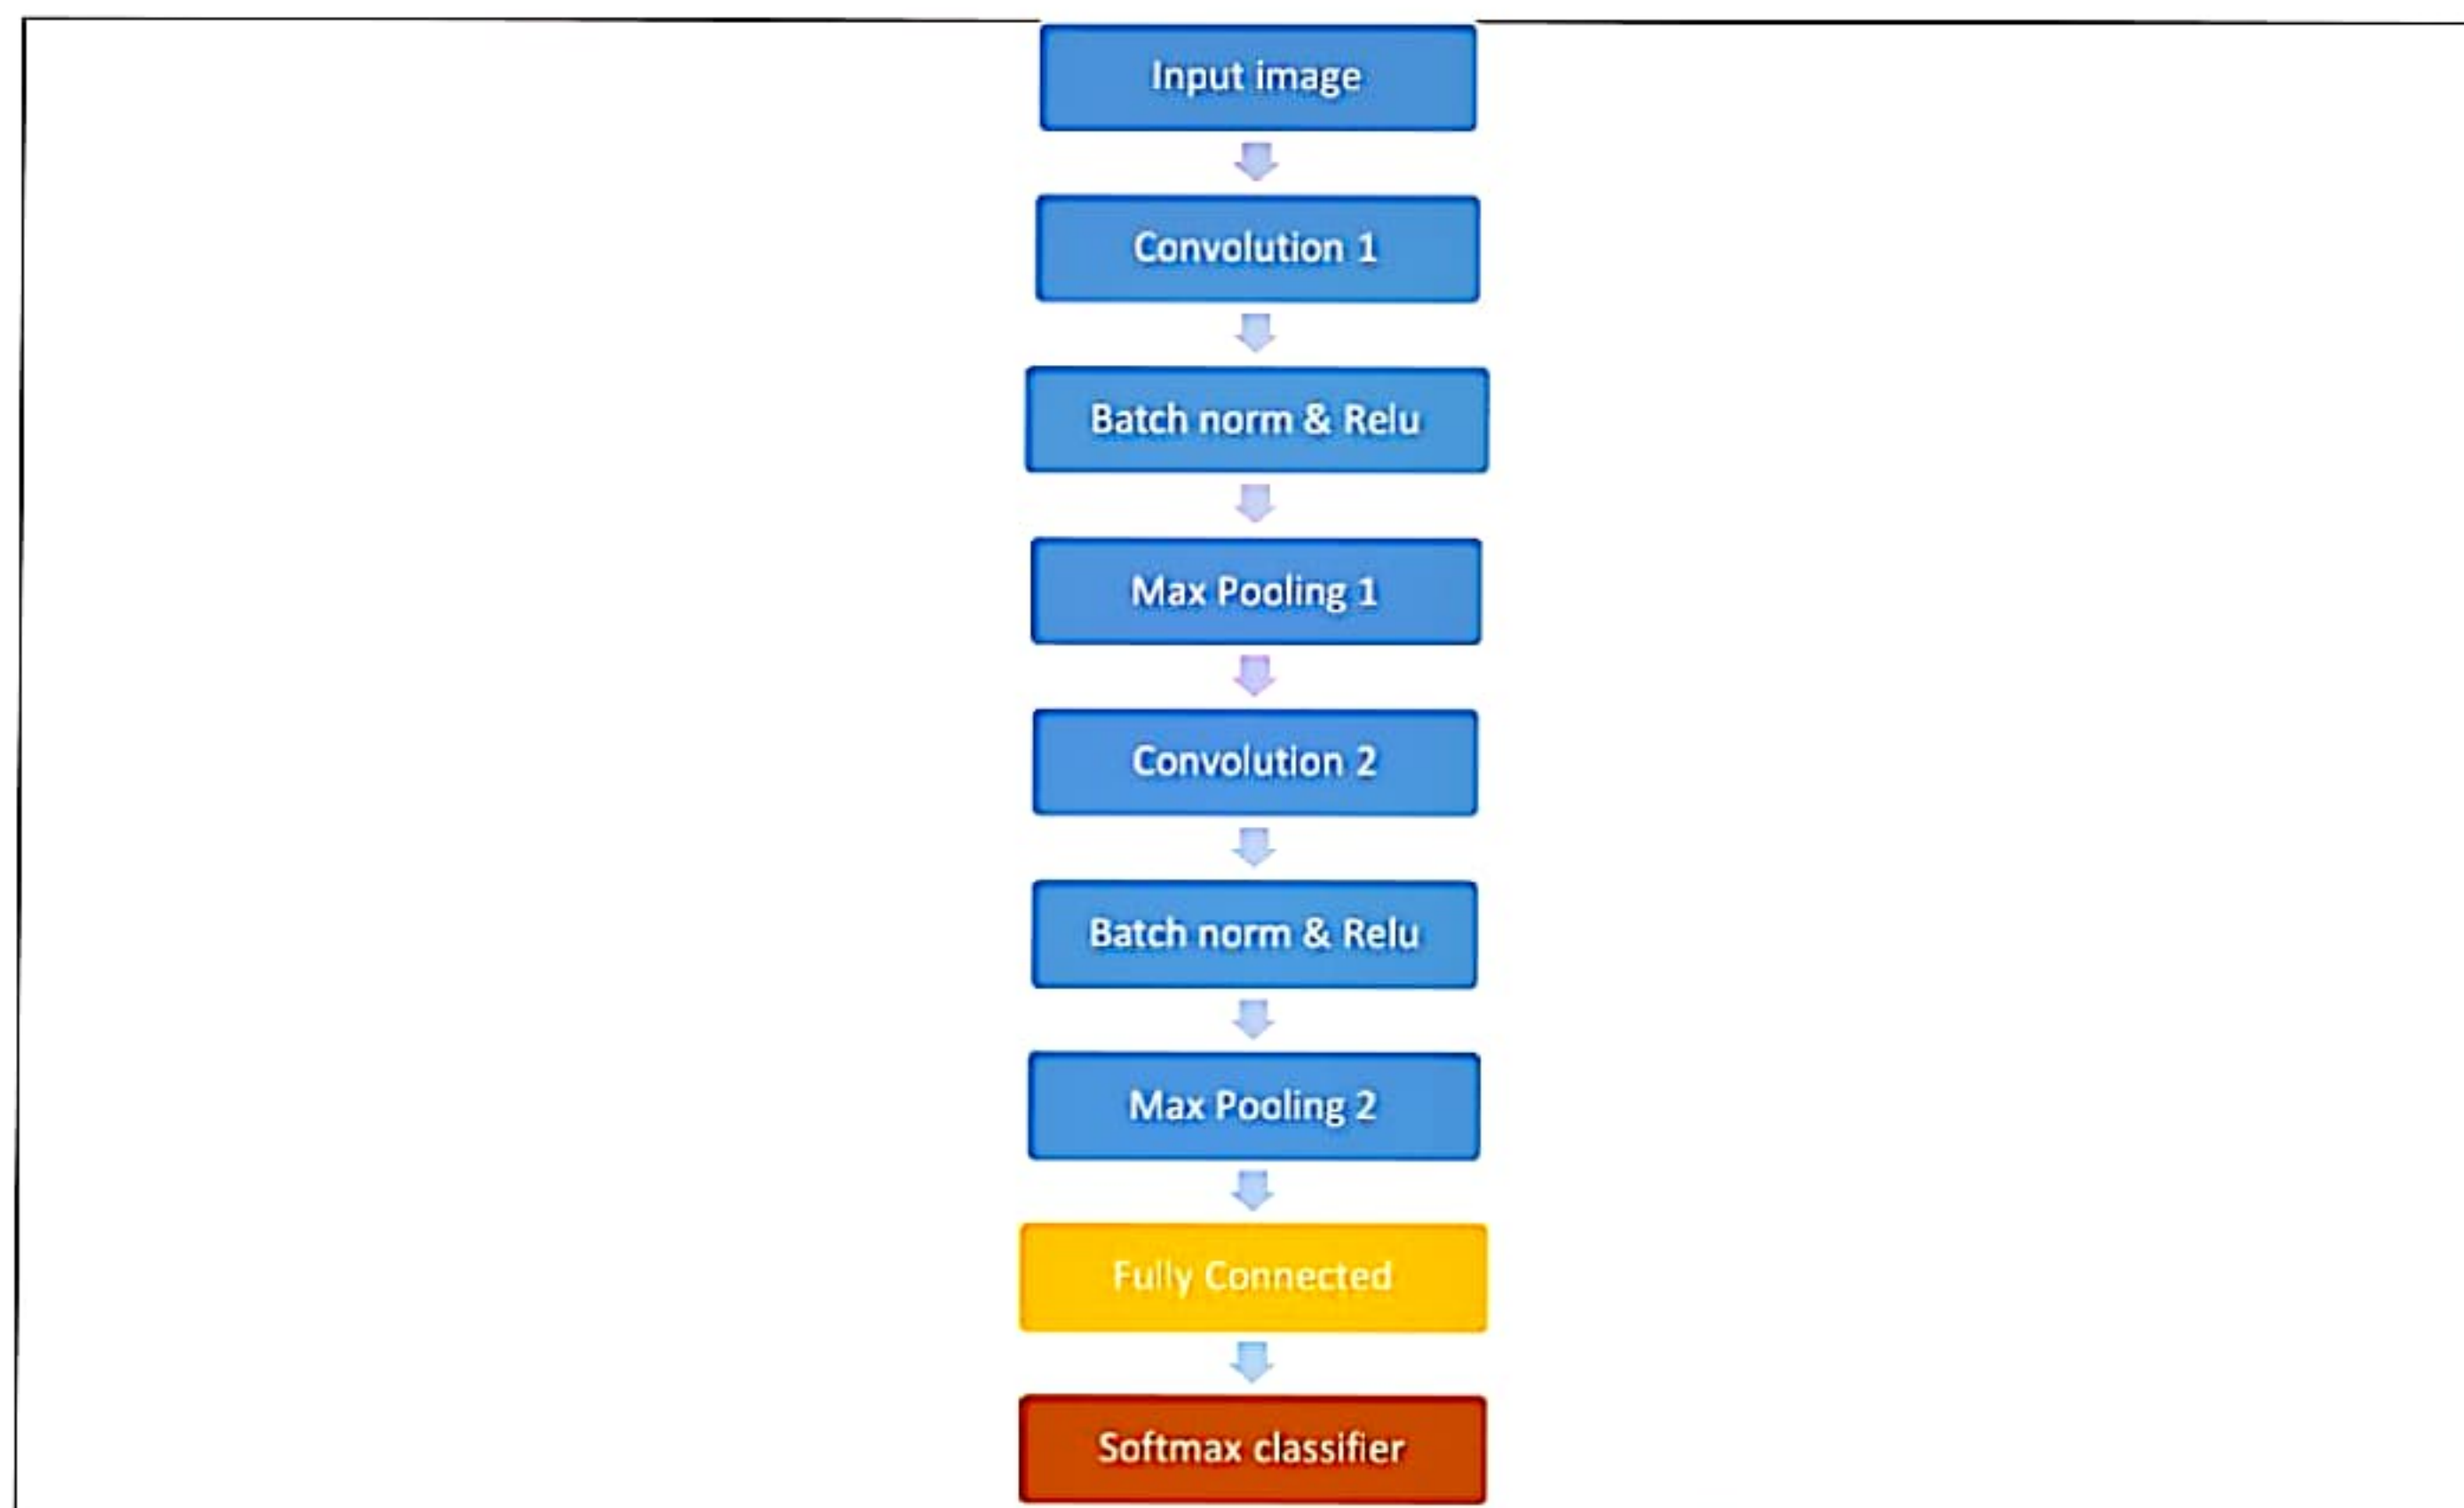 Input image
Convolution 1
Batch norm & Relu
Max Pooling 1
Convolution 2
Batch norm & Relu
Max Pooling 2
Fully Connected
Softmax classifier